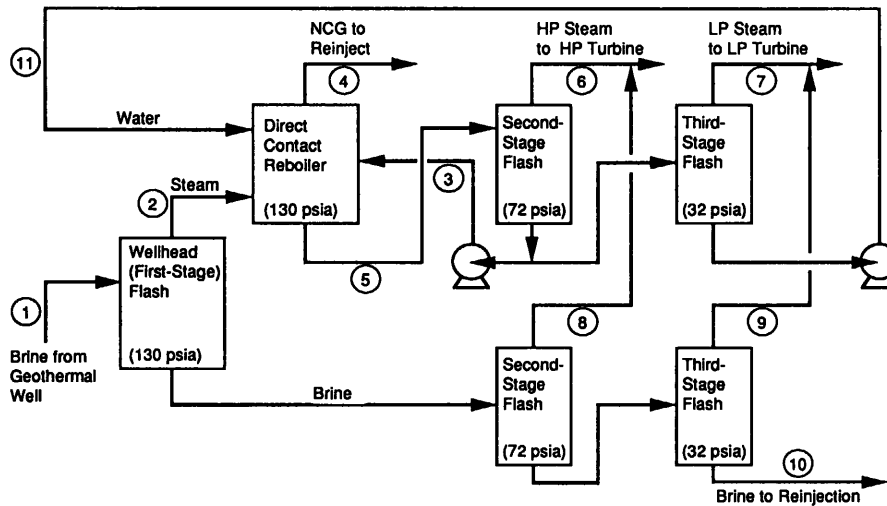 NCG to
Reinject
HP Steam
to HP Turbine
LP Steam
to LP Turbine
11
4
6
7
Water
Direct
Contact
Reboiler
(130 psia)
Second-
Stage
Flash
(72 psia)
Third-
Stage
Flash
(32 psia)
3
Steam
2
5
Wellhead
(First-Stage)
Flash
(130 psia)
1
Brine from
Geothermal
Well
Brine
8
9
Second-
Stage
Flash
(72 psia)
Third-
Stage
Flash
(32 psia)
10
Brine to Reinjection